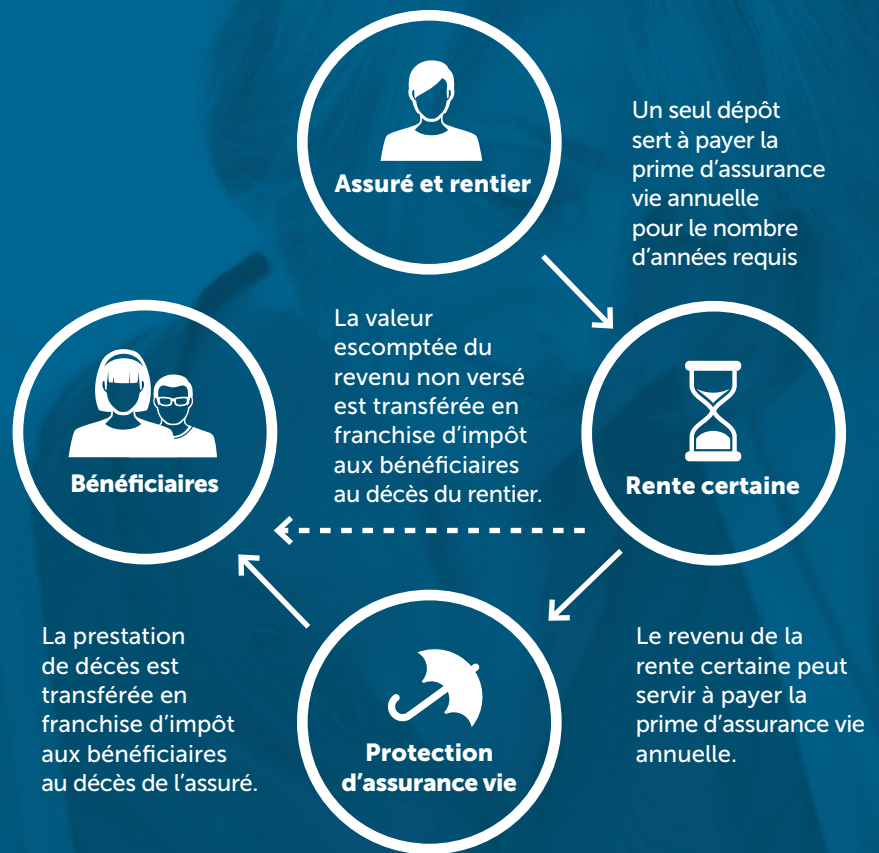 Assuré et rentier
Un seul dépôt
sert à payer la
prime d'assurance
vie annuelle
pour le nombre
d'années requis
La valeur
escomptée du
revenu non versé
est transférée en
franchise d'impôt
aux bénéficiaires
au décès du rentier.
Bénéficiaires
Rente certaine
La prestation
de décès est
transférée en
franchise d'impôt
aux bénéficiaires
au décès de l'assuré.
Protection
d'assurance vie
Le revenu de la
rente certaine peut
servir à payer la
prime d'assurance vie
annuelle.